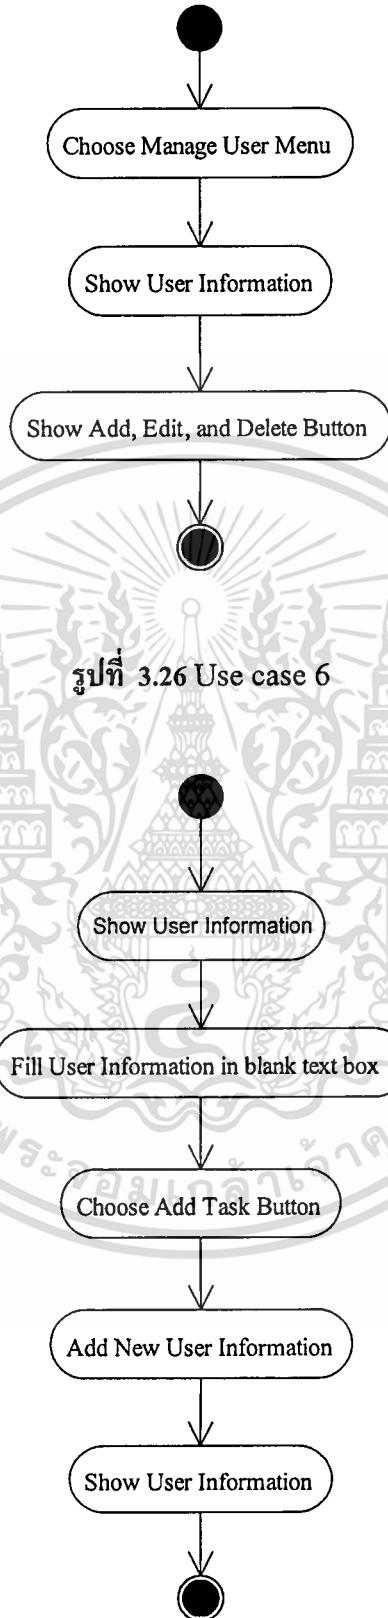 Choose Manage User Menu
Show User Information
Show Add, Edit, and Delete Button
รูปที่ 3.26 Use case 6
Show User Information
Fill User Information in blank text box
Choose Add Task Button
Add New User Information
Show User Information